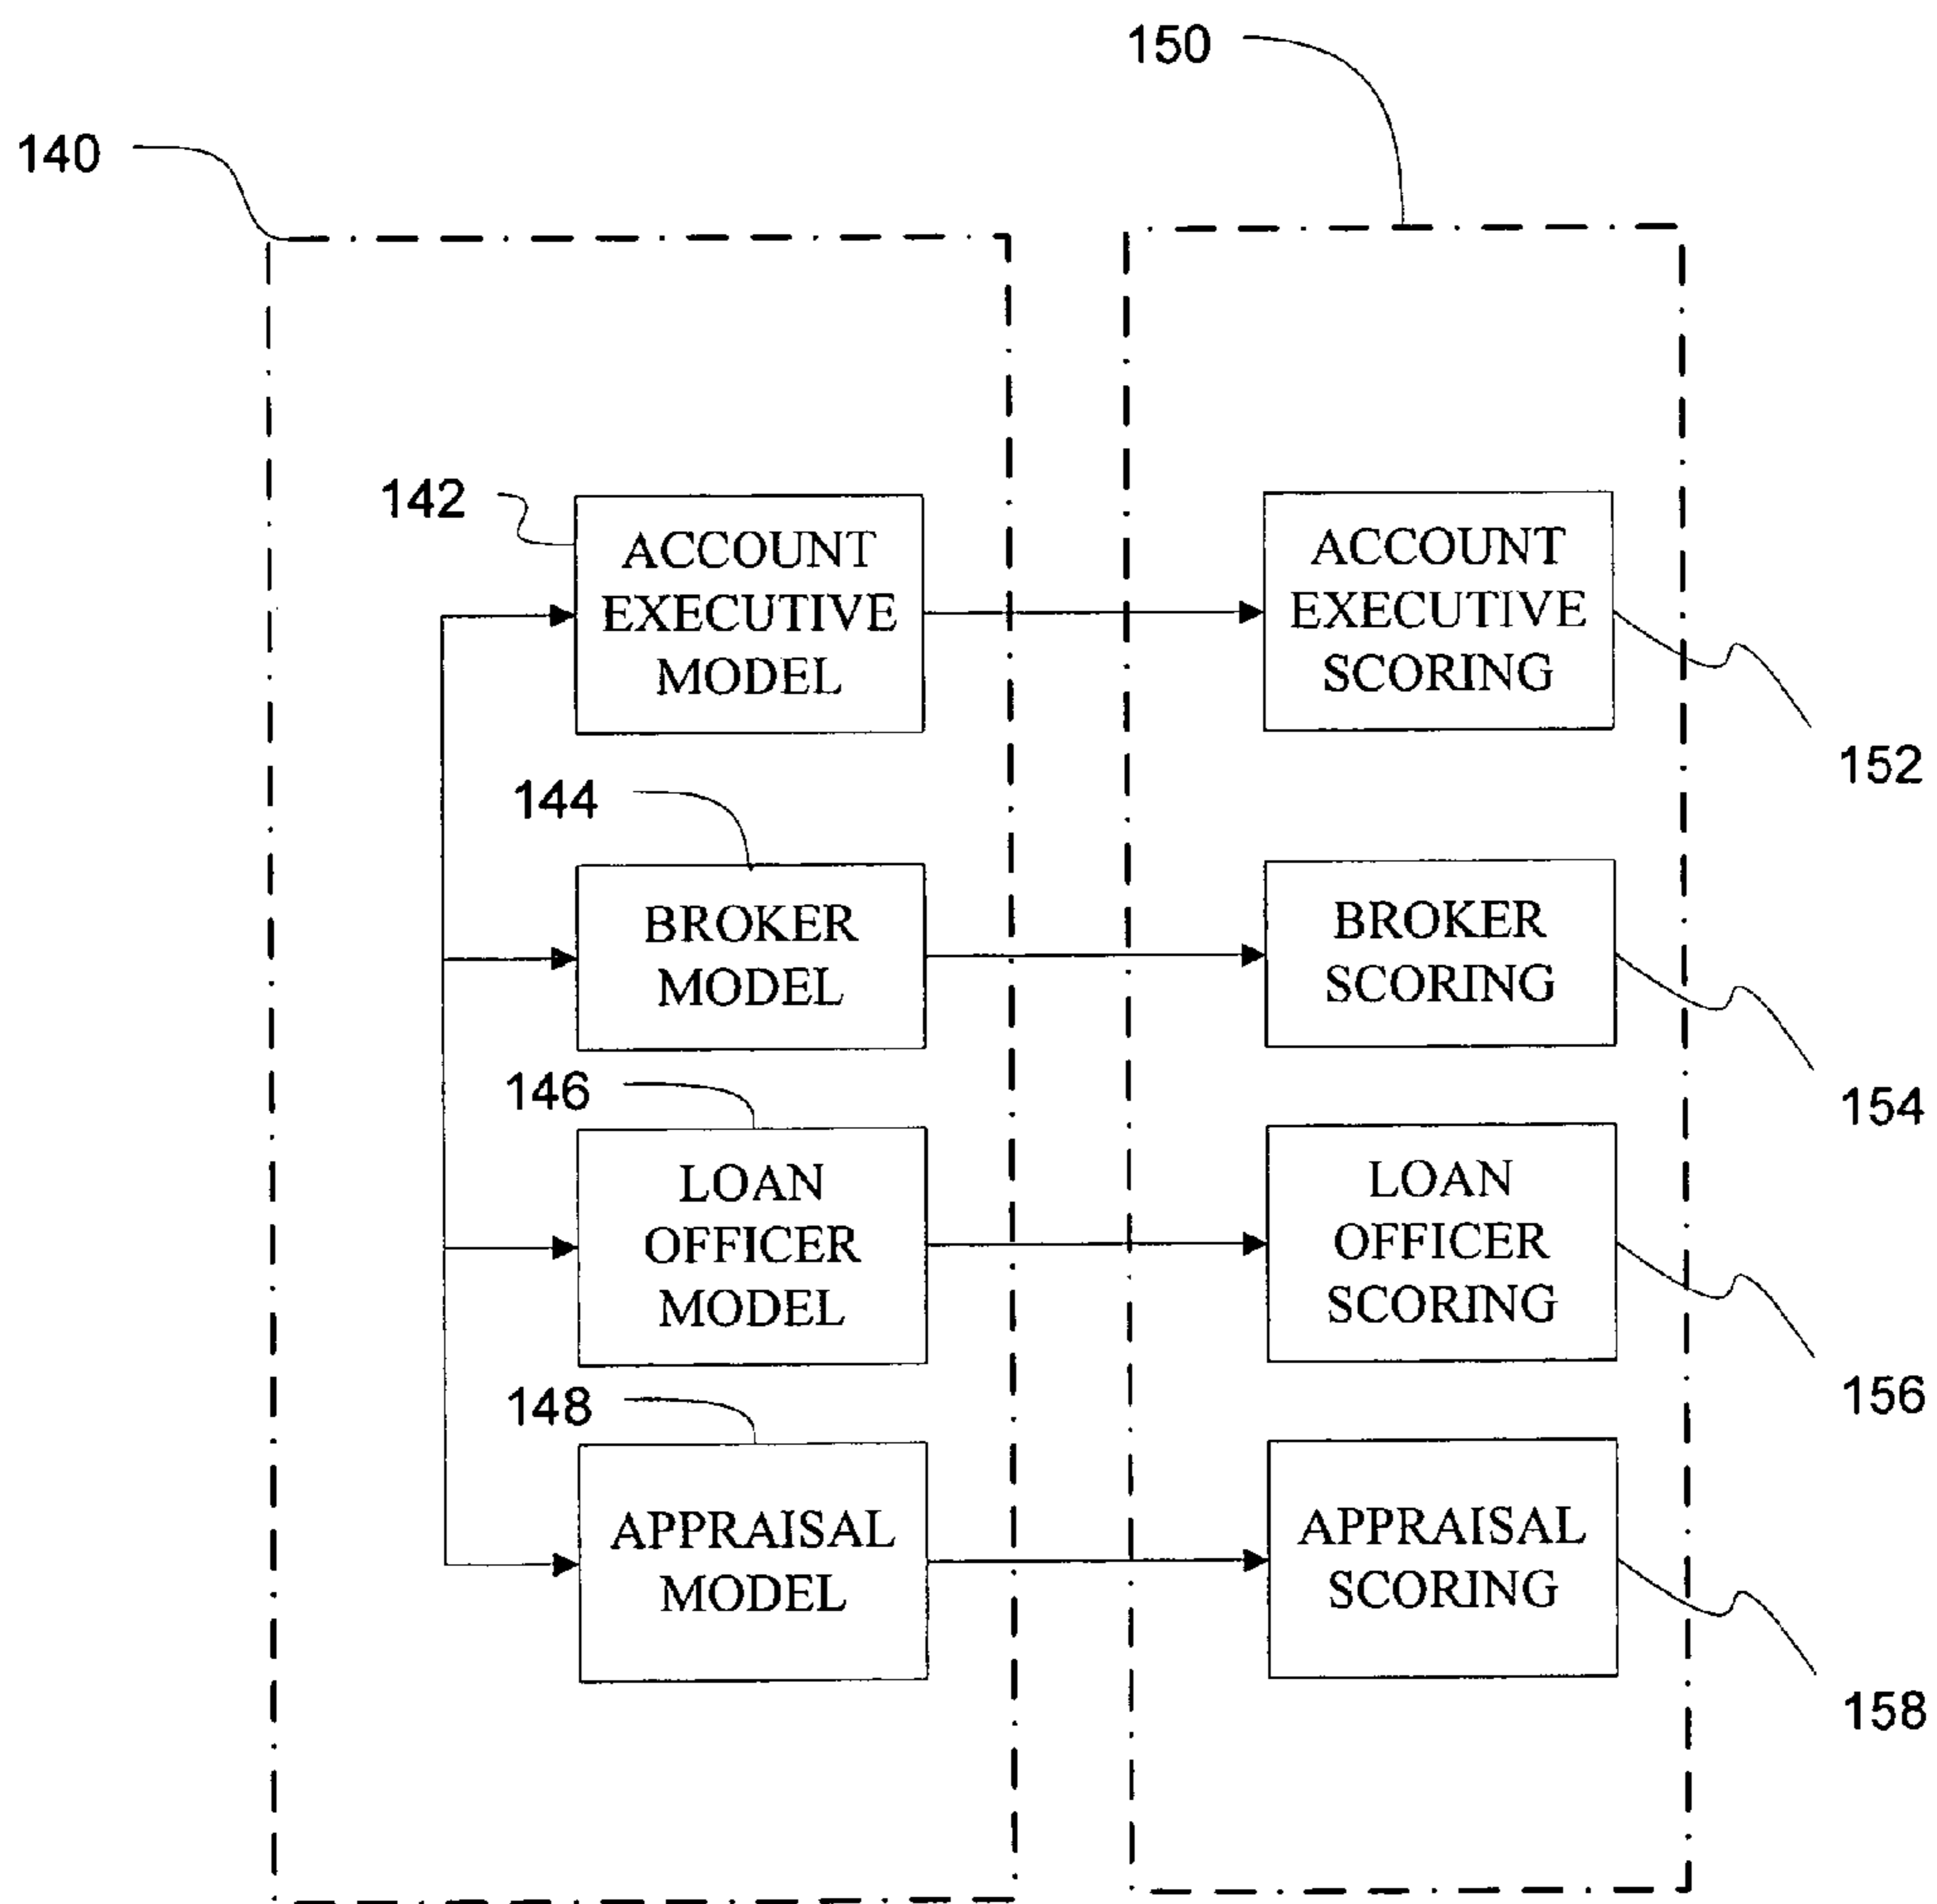 150
140
142
ACCOUNT
EXECUTIVE
MODEL
ACCOUNT
EXECUTIVE
SCORING
152
144
BROKER
MODEL
BROKER
SCORING
154
146
LOAN
OFFICER
MODEL
LOAN
OFFICER
SCORING
156
148
APPRAISAL
MODEL
APPRAISAL
SCORING
158